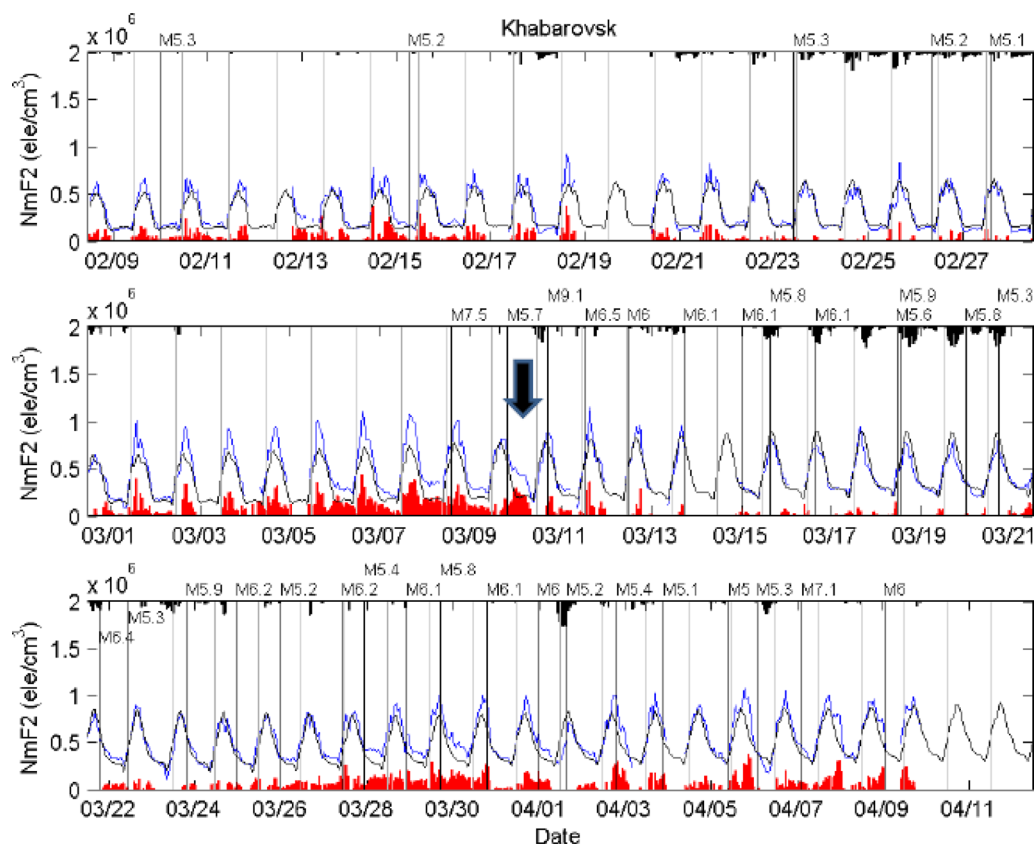 Khabarovsk
x 10^6
M5.3 M5.2 M5.3 M5.2 M5.1
2
1.5
1
0.5
0
NmF2 (ele/cm^3)
02/09 02/11 02/13 02/15 02/17 02/19 02/21 02/23 02/25 02/27
x 10^6
M9.1 M5.8 M5.9 M5.3
M7.5 M5.7 M6.5 M6 M6.1 M6.1 M6.1 M5.6 M5.8
2
1.5
1
0.5
0
NmF2 (ele/cm^3)
03/01 03/03 03/05 03/07 03/09 03/11 03/13 03/15 03/17 03/19 03/21
x 10^6
M5.4 M5.8
M5.9 M6.2 M5.2 M6.2 M6.1 M6.1 M6 M5.2 M5.4 M5.1 M5 M5.3 M7.1 M6
M5.3
M6.4
2
1.5
1
0.5
0
NmF2 (ele/cm^3)
03/22 03/24 03/26 03/28 03/30 04/01 04/03 04/05 04/07 04/09 04/11
Date